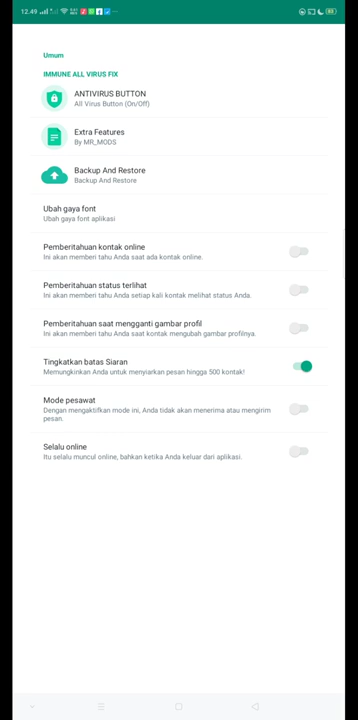 12.49
Umum
IMMUNE ALL VIRUS FIX
ANTIVIRUS BUTTON
All Virus Button (On/Off)
Extra Features
By MR_MODS
Backup And Restore
Backup And Restore
Ubah gaya font
Ubah gaya font aplikasi
Pemberitahuan kontak online
Ini akan memberi tahu Anda saat ada kontak online.
Pemberitahuan status terlihat
Ini akan memberi tahu Anda setiap kali kontak melihat status Anda.
Pemberitahuan saat mengganti gambar profil
Ini akan memberi tahu Anda saat kontak mengubah gambar profilnya.
Tingkatkan batas Siaran
Memungkinkan Anda untuk menyiarkan pesan hingga 500 kontak!
Mode pesawat
Dengan mengaktifkan mode ini, Anda tidak akan menerima atau mengirim
pesan.
Selalu online
Itu selalu muncul online, bahkan ketika Anda keluar dari aplikasi.